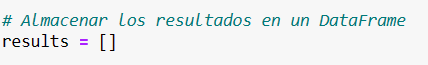 # Almacenar los resultados en un DataFrame
results = []